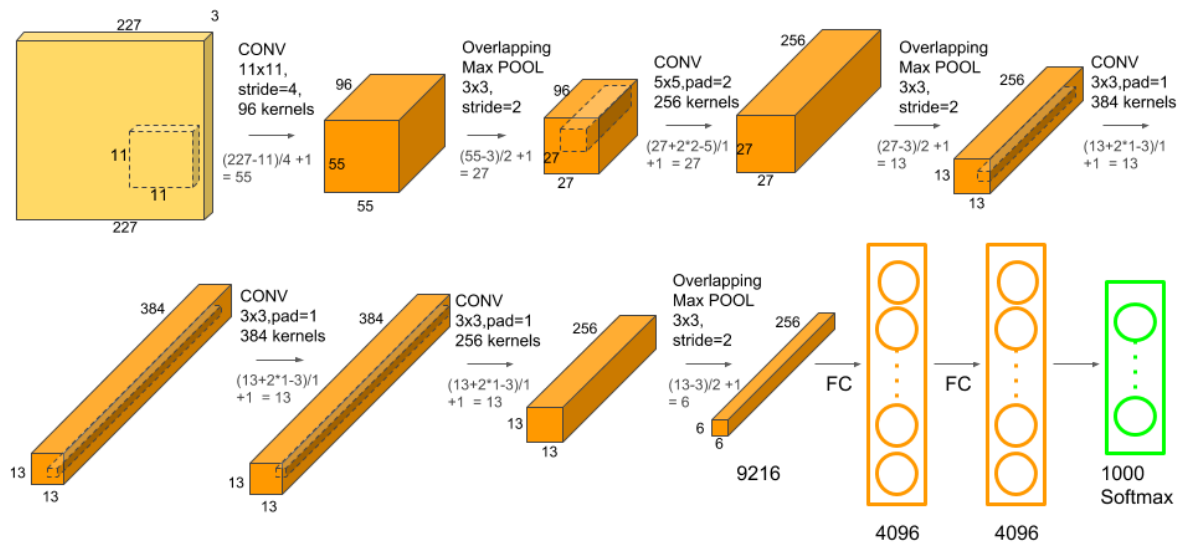 227
3
11
11
227
CONV
11x11,
stride=4,
96 kernels
(227-11)/4 +1
= 55
96
55
55
Overlapping
Max POOL
3x3,
stride=2
(55-3)/2 +1
= 27
96
27
27
CONV
5x5,pad=2
256 kernels
(27+2*2-5)/1
+1 = 27
256
27
27
Overlapping
Max POOL
3x3,
stride=2
(27-3)/2 +1
= 13
256
13
13
CONV
3x3,pad=1
384 kernels
(13+2*1-3)/1
+1 = 13
384
13
13
CONV
3x3,pad=1
384 kernels
(13+2*1-3)/1
+1 = 13
384
13
13
CONV
3x3,pad=1
256 kernels
(13+2*1-3)/1
+1 = 13
256
13
13
Overlapping
Max POOL
3x3,
stride=2
(13-3)/2 +1
= 6
256
6
6
9216
FC
4096
FC
4096
1000
Softmax